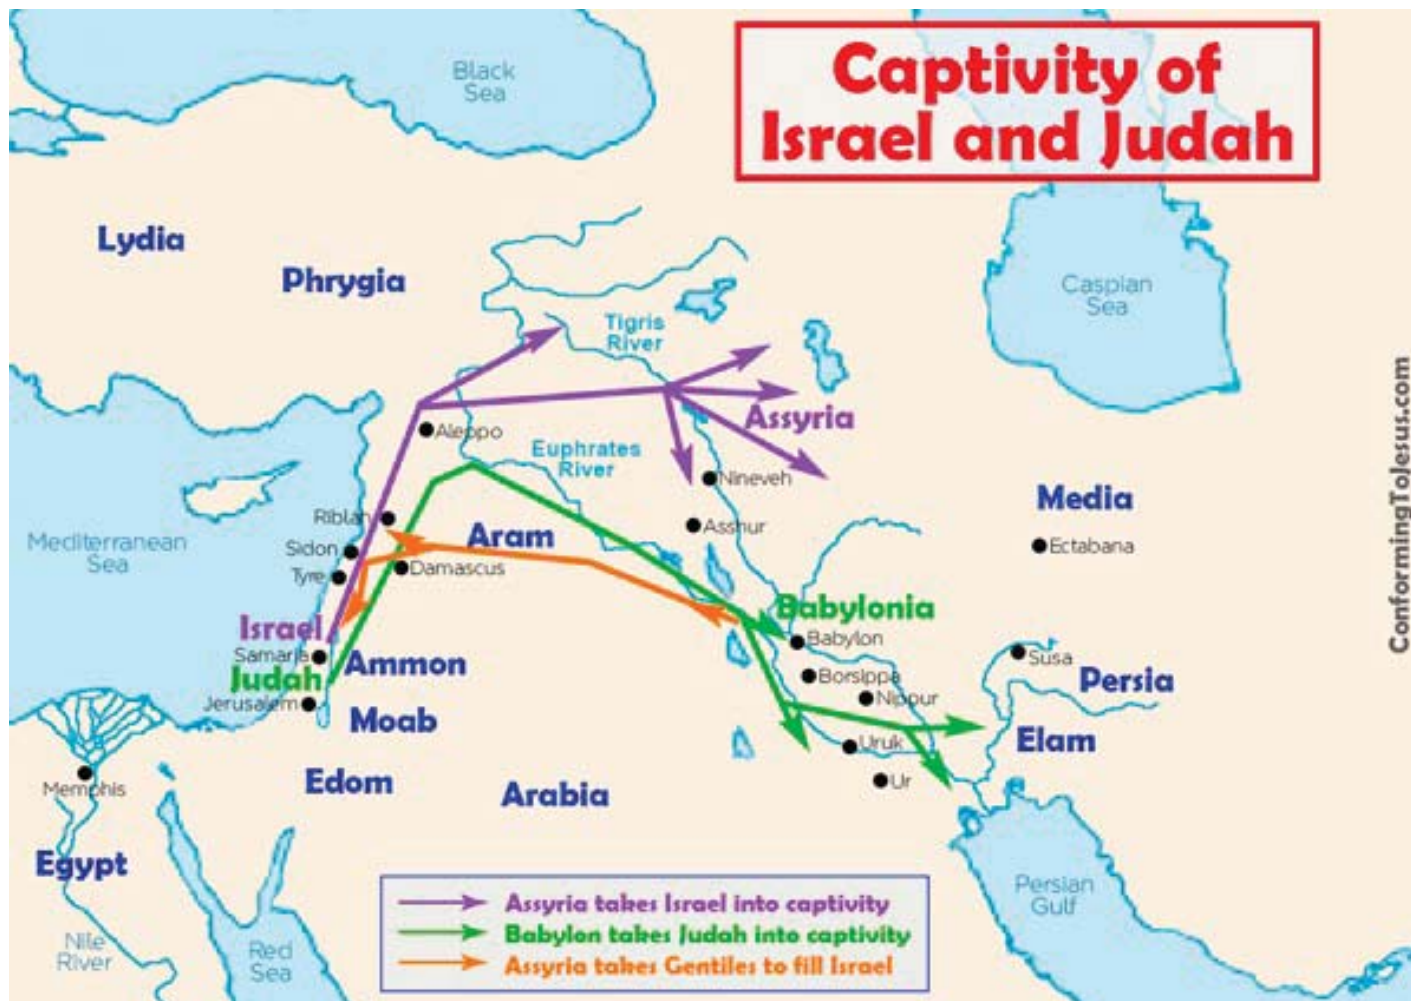 Captivity of
Israel and Judah
Black
Sea
Lydia
Phrygia
Caspian
Sea
Tigris
River
Assyria
Aleppo
Euphrates
River
Nineveh
Media
Riblah
Asshur
Aram
Ectabana
Mediterranean
Sea
Sidon
Tyre
Damascus
Babylonia
Israel
Babylon
Samaria
Ammon
Susa
Judah
Borsippa
Persia
Jerusalem
Nippur
Moab
Uruk
Elam
Memphis
Edom
Arabia
Ur
Egypt
Persian
Gulf
Nile
River
Red
Sea
Assyria takes Israel into captivity
Babylon takes Judah into captivity
Assyria takes Gentiles to fill Israel
ConformingToJesus.com